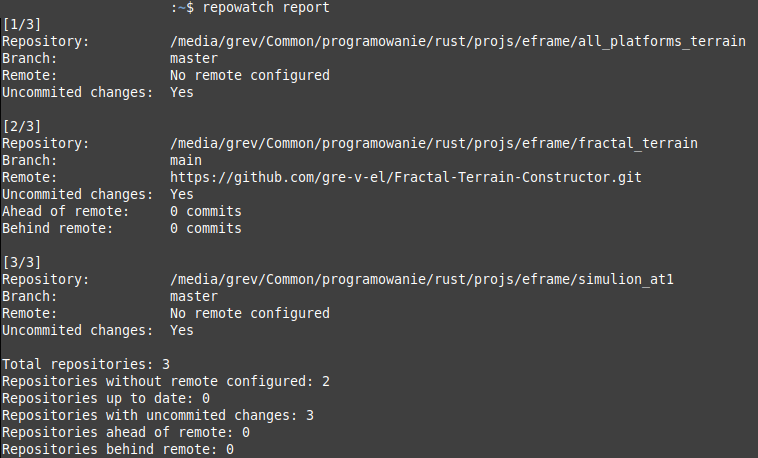 :~$ repowatch report
[1/3]
Repository: /media/grev/Common/programowanie/rust/projs/eframe/all_platforms_terrain
Branch: master
Remote: No remote configured
Uncommited changes: Yes
[2/3]
Repository: /media/grev/Common/programowanie/rust/projs/eframe/fractal_terrain
Branch: main
Remote: https://github.com/gre-v-el/Fractal-Terrain-Constructor.git
Uncommited changes: Yes
Ahead of remote: 0 commits
Behind remote: 0 commits
[3/3]
Repository: /media/grev/Common/programowanie/rust/projs/eframe/simulion_at1
Branch: master
Remote: No remote configured
Uncommited changes: Yes
Total repositories: 3
Repositories without remote configured: 2
Repositories up to date: 0
Repositories with uncommited changes: 3
Repositories ahead of remote: 0
Repositories behind remote: 0